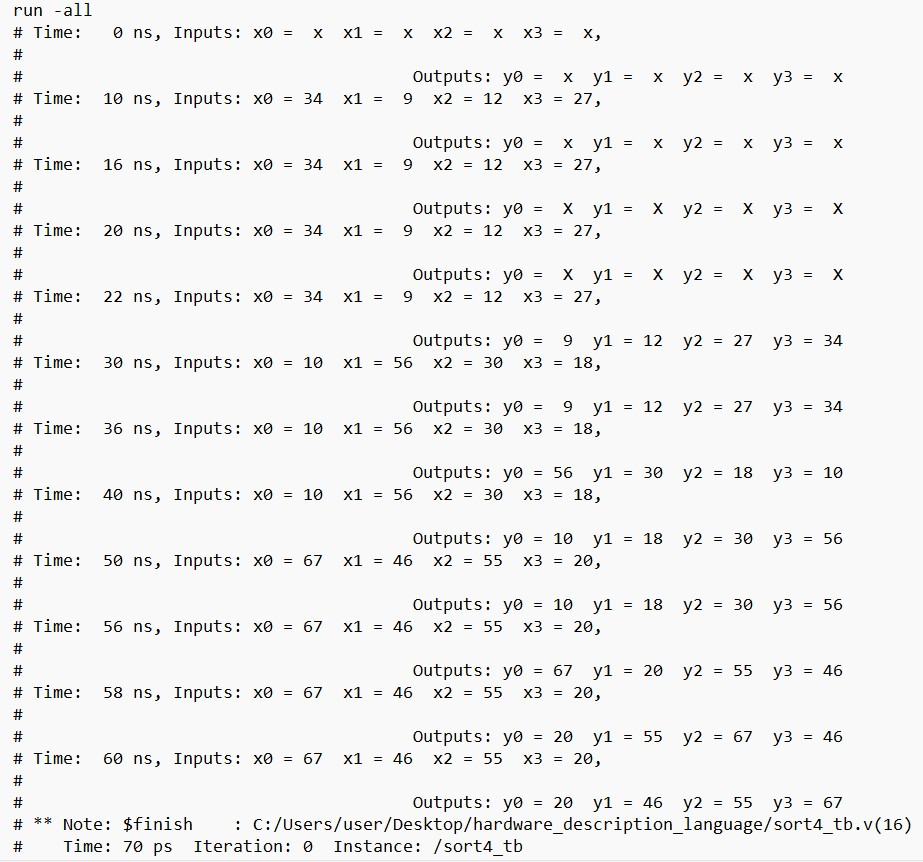 run -all
# Time:   0 ns, Inputs: x0 =  x  x1 =  x  x2 =  x  x3 =  x,
#
#                                       Outputs: y0 =  x  y1 =  x  y2 =  x  y3 =  x
# Time:  10 ns, Inputs: x0 = 34  x1 =  9  x2 = 12  x3 = 27,
#
#                                       Outputs: y0 =  x  y1 =  x  y2 =  x  y3 =  x
# Time:  16 ns, Inputs: x0 = 34  x1 =  9  x2 = 12  x3 = 27,
#
#                                       Outputs: y0 =  X  y1 =  X  y2 =  X  y3 =  X
# Time:  20 ns, Inputs: x0 = 34  x1 =  9  x2 = 12  x3 = 27,
#
#                                       Outputs: y0 =  X  y1 =  X  y2 =  X  y3 =  X
# Time:  22 ns, Inputs: x0 = 34  x1 =  9  x2 = 12  x3 = 27,
#
#                                       Outputs: y0 =  9  y1 = 12  y2 = 27  y3 = 34
# Time:  30 ns, Inputs: x0 = 10  x1 = 56  x2 = 30  x3 = 18,
#
#                                       Outputs: y0 =  9  y1 = 12  y2 = 27  y3 = 34
# Time:  36 ns, Inputs: x0 = 10  x1 = 56  x2 = 30  x3 = 18,
#
#                                       Outputs: y0 = 56  y1 = 30  y2 = 18  y3 = 10
# Time:  40 ns, Inputs: x0 = 10  x1 = 56  x2 = 30  x3 = 18,
#
#                                       Outputs: y0 = 10  y1 = 18  y2 = 30  y3 = 56
# Time:  50 ns, Inputs: x0 = 67  x1 = 46  x2 = 55  x3 = 20,
#
#                                       Outputs: y0 = 10  y1 = 18  y2 = 30  y3 = 56
# Time:  56 ns, Inputs: x0 = 67  x1 = 46  x2 = 55  x3 = 20,
#
#                                       Outputs: y0 = 67  y1 = 20  y2 = 55  y3 = 46
# Time:  58 ns, Inputs: x0 = 67  x1 = 46  x2 = 55  x3 = 20,
#
#                                       Outputs: y0 = 20  y1 = 55  y2 = 67  y3 = 46
# Time:  60 ns, Inputs: x0 = 67  x1 = 46  x2 = 55  x3 = 20,
#
#                                       Outputs: y0 = 20  y1 = 46  y2 = 55  y3 = 67
# ** Note: $finish    : C:/Users/user/Desktop/hardware_description_language/sort4_tb.v(16)
#    Time: 70 ps  Iteration: 0  Instance: /sort4_tb